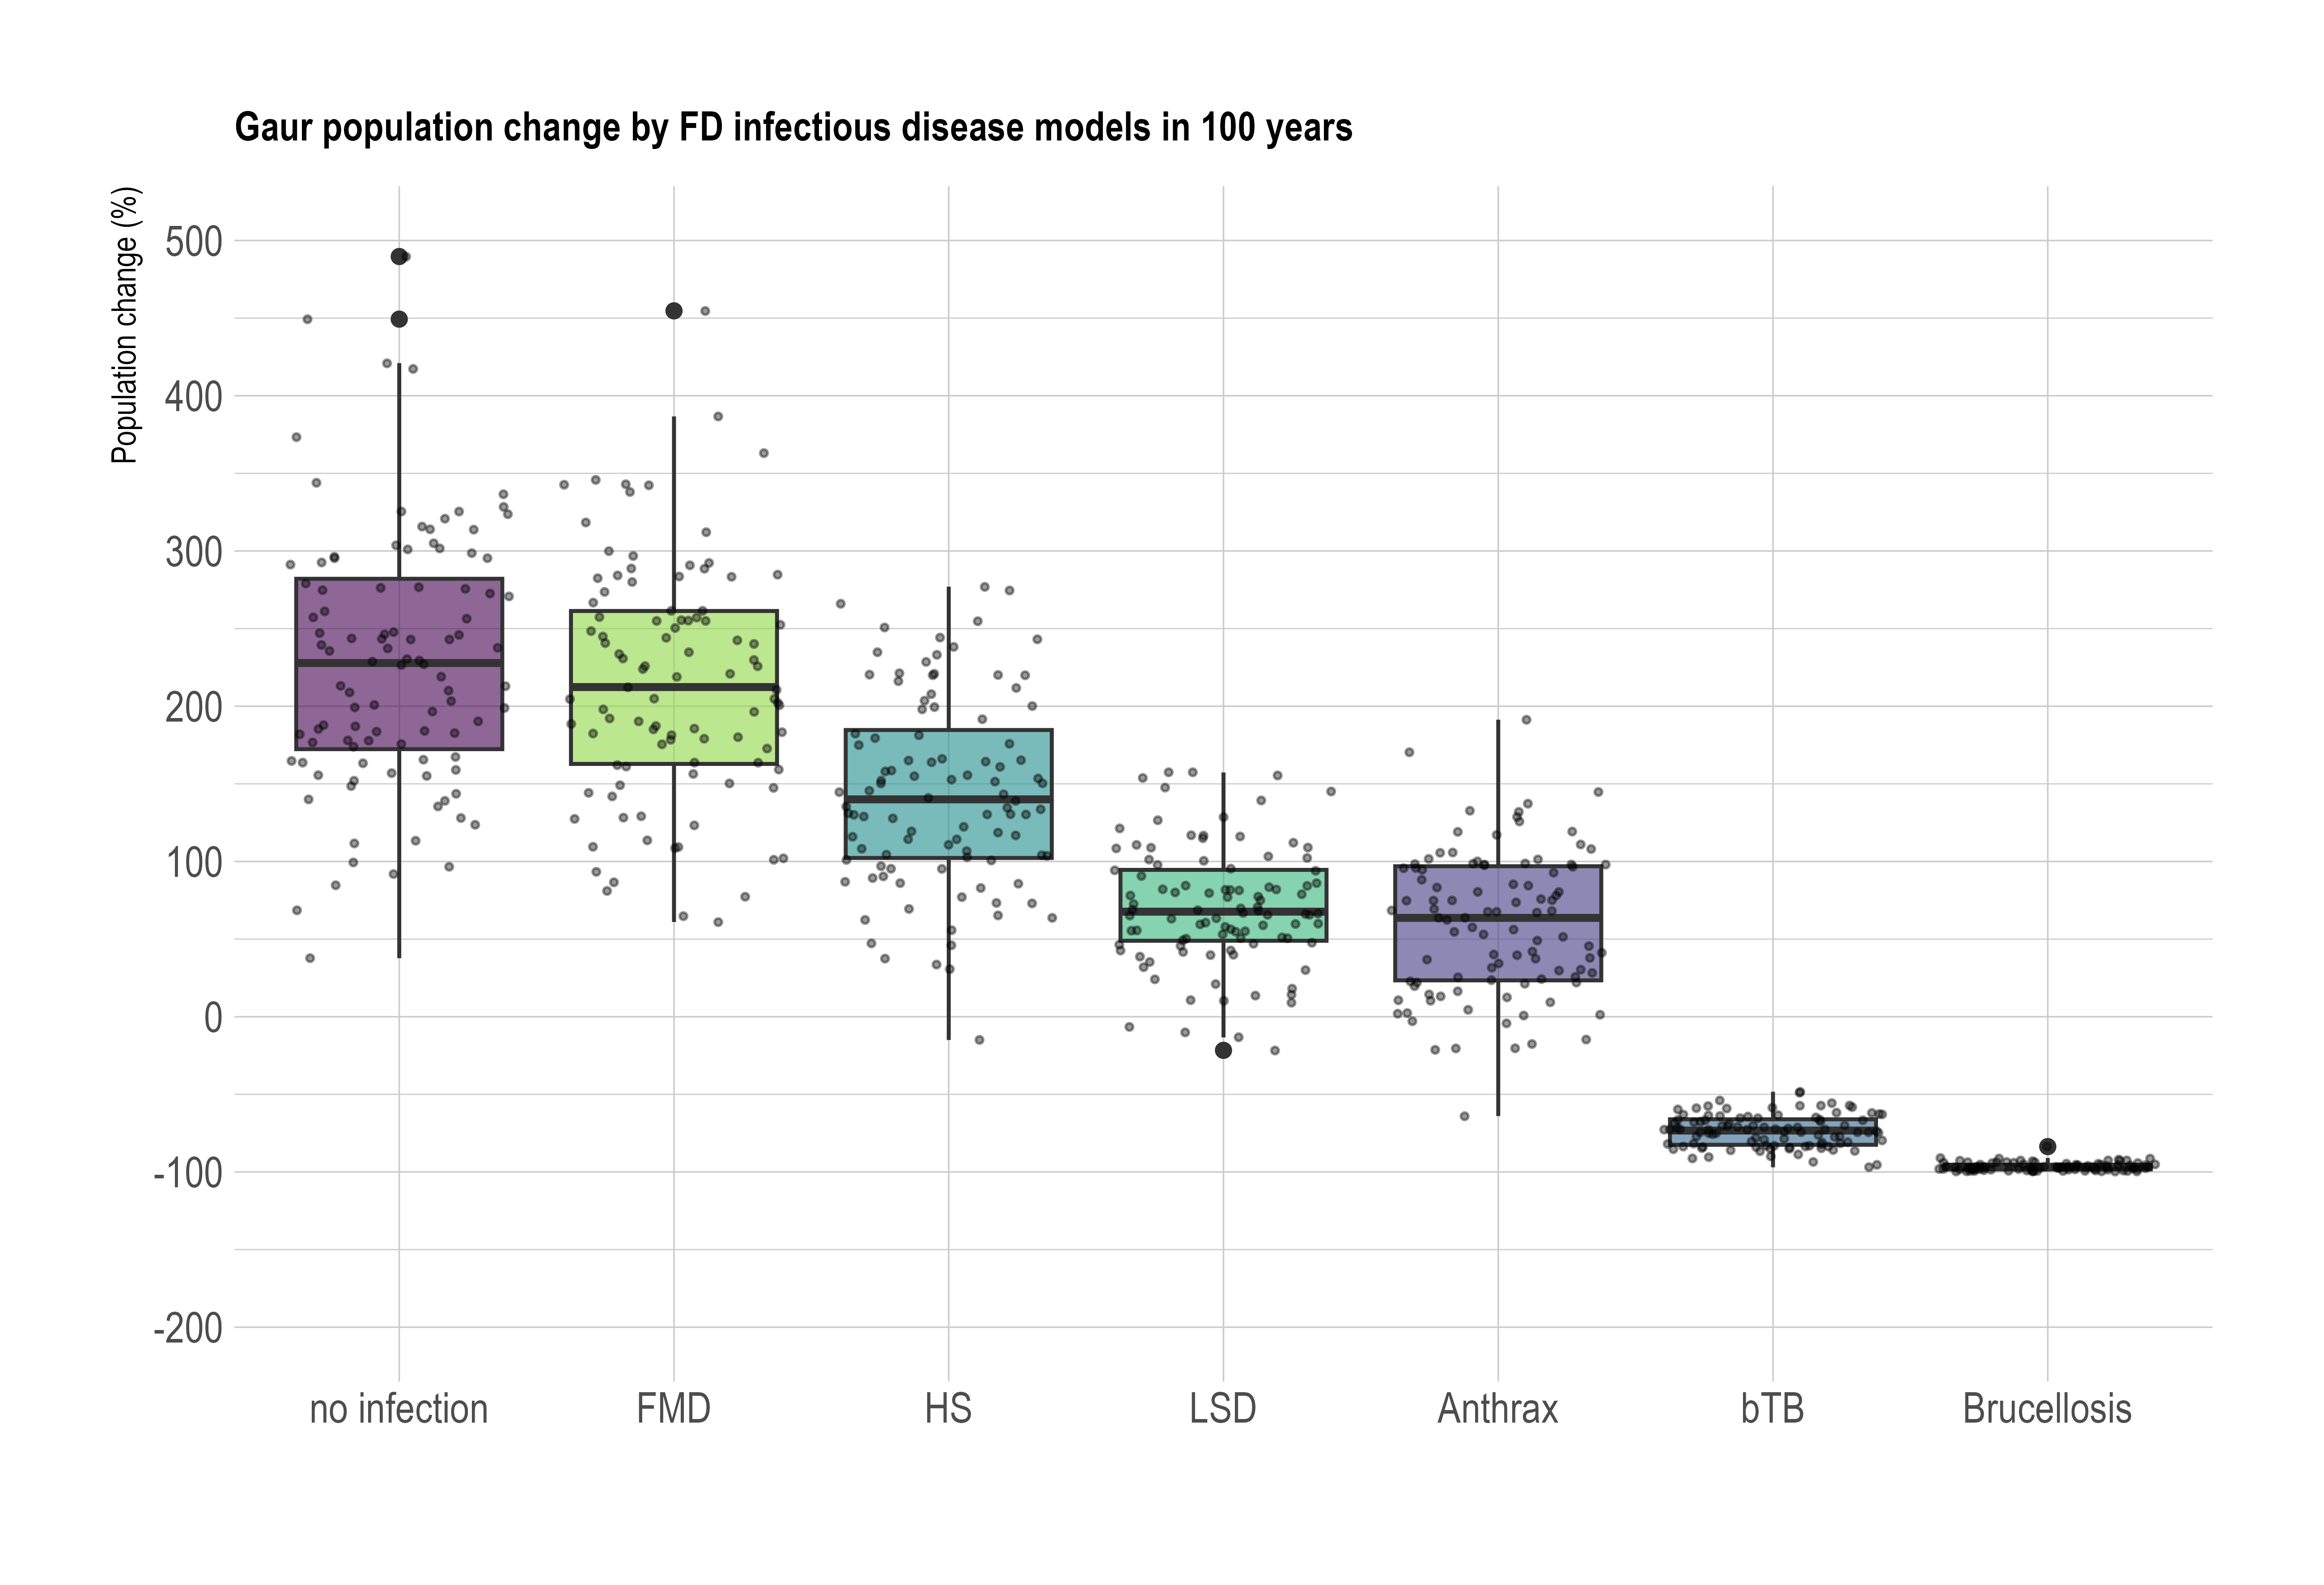 Gaur population change by FD infectious disease models in 100 years
Population change (%)
500
400
300
200
100
0
-100
-200
no infection FMD HS LSD Anthrax bTB Brucellosis